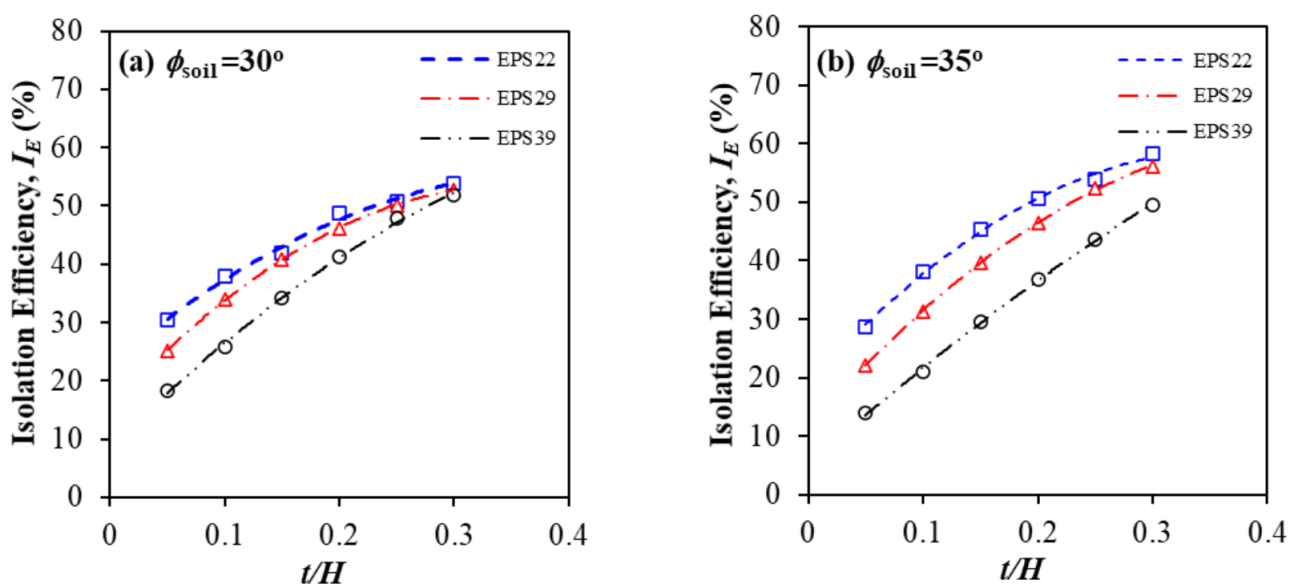 (a) ϕsoil=30º
EPS22
EPS29
EPS39
Isolation Efficiency, IE (%)
80
70
60
50
40
30
20
10
0
0
0.1
0.2
0.3
0.4
t/H
(b) ϕsoil=35º
EPS22
EPS29
EPS39
Isolation Efficiency, IE (%)
80
70
60
50
40
30
20
10
0
0
0.1
0.2
0.3
0.4
t/H